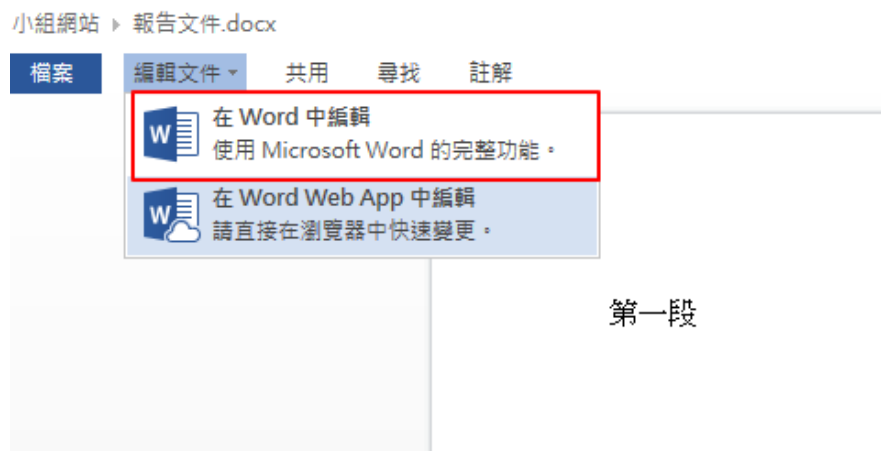 小組網站 ▸ 報告文件.docx
檔案 編輯文件 共用 尋找 註解
在 Word 中編輯
使用 Microsoft Word 的完整功能。
在 Word Web App 中編輯
請直接在瀏覽器中快速變更。
第一段